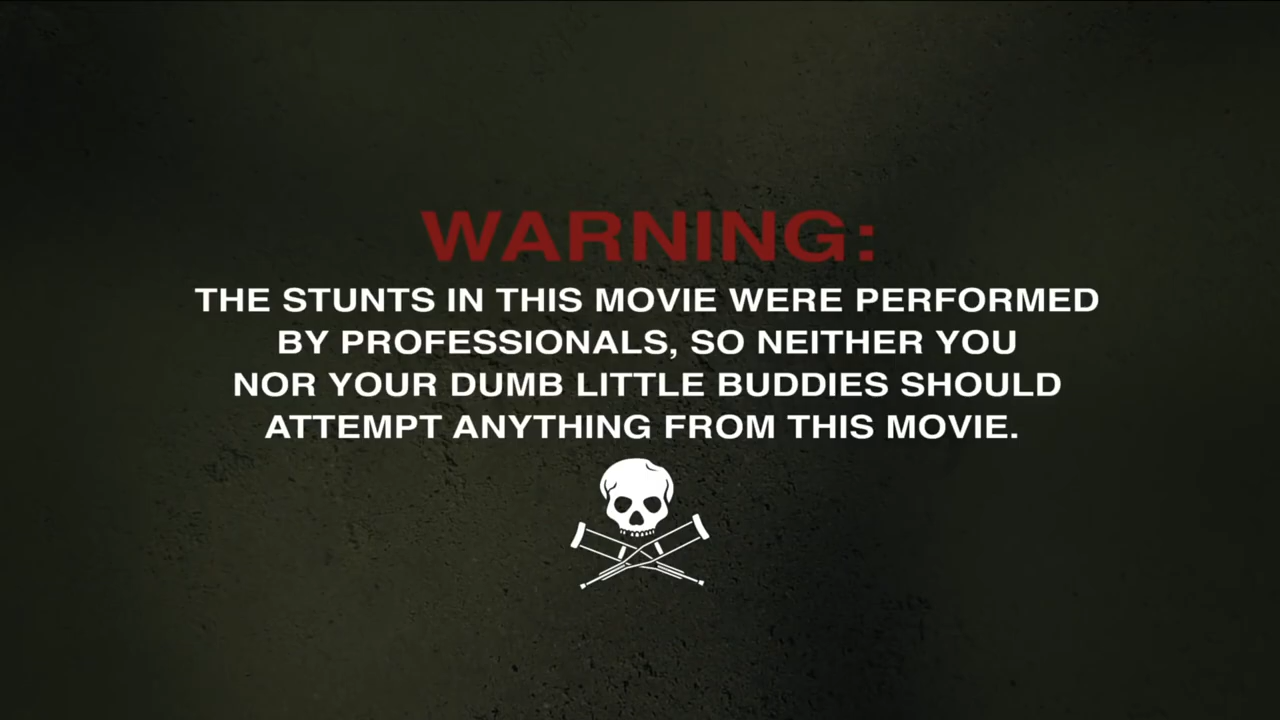 WARNING:
THE STUNTS IN THIS MOVIE WERE PERFORMED
BY PROFESSIONALS, SO NEITHER YOU
NOR YOUR DUMB LITTLE BUDDIES SHOULD
ATTEMPT ANYTHING FROM THIS MOVIE.